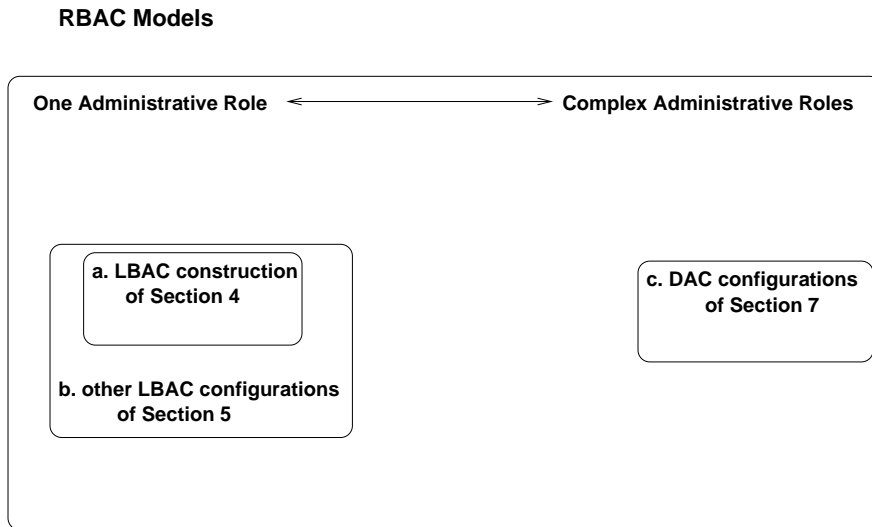 RBAC Models
One Administrative Role
Complex Administrative Roles
a. LBAC construction
of Section 4
b. other LBAC configurations
of Section 5
c. DAC configurations
of Section 7